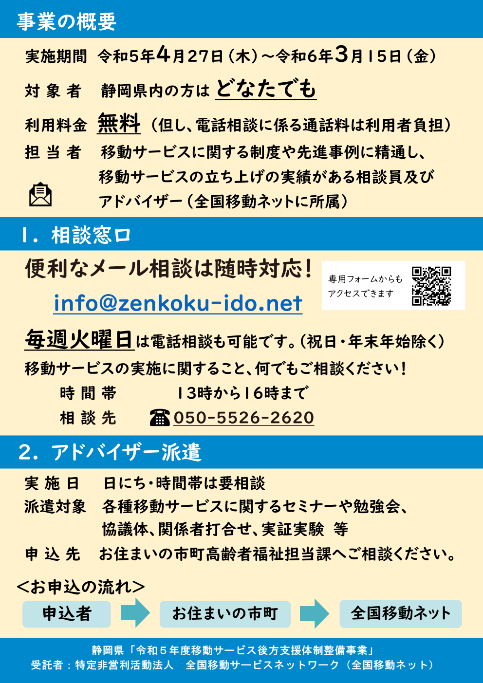 事業の概要
実施期間 令和5年4月27日（木）～令和6年3月15日（金）
対象者 静岡県内の方は どなたでも
利用料金 無料（但し、電話相談に係る通話料は利用者負担）
担当者 移動サービスに関する制度や先進事例に精通し、
移動サービスの立ち上げの実績がある相談員及び
アドバイザー（全国移動ネットに所属）
1. 相談窓口
便利なメール相談は随時対応！
info@zenkoku-ido.net
専用フォームからも
アクセスできます
毎週火曜日は電話相談も可能です。（祝日・年末年始除く）
移動サービスの実施に関すること、何でもご相談ください！
時間帯 13時から16時まで
相談先 ☎050-5526-2620
2. アドバイザー派遣
実施日 日にち・時間帯は要相談
派遣対象 各種移動サービスに関するセミナーや勉強会、
協議体、関係者打合せ、実証実験 等
申込先 お住まいの市町高齢者福祉担当課へご相談ください。
＜お申込の流れ＞
申込者 お住まいの市町 全国移動ネット
静岡県「令和５年度移動サービス後方支援体制整備事業」
受託者：特定非営利活動法人 全国移動サービスネットワーク（全国移動ネット）